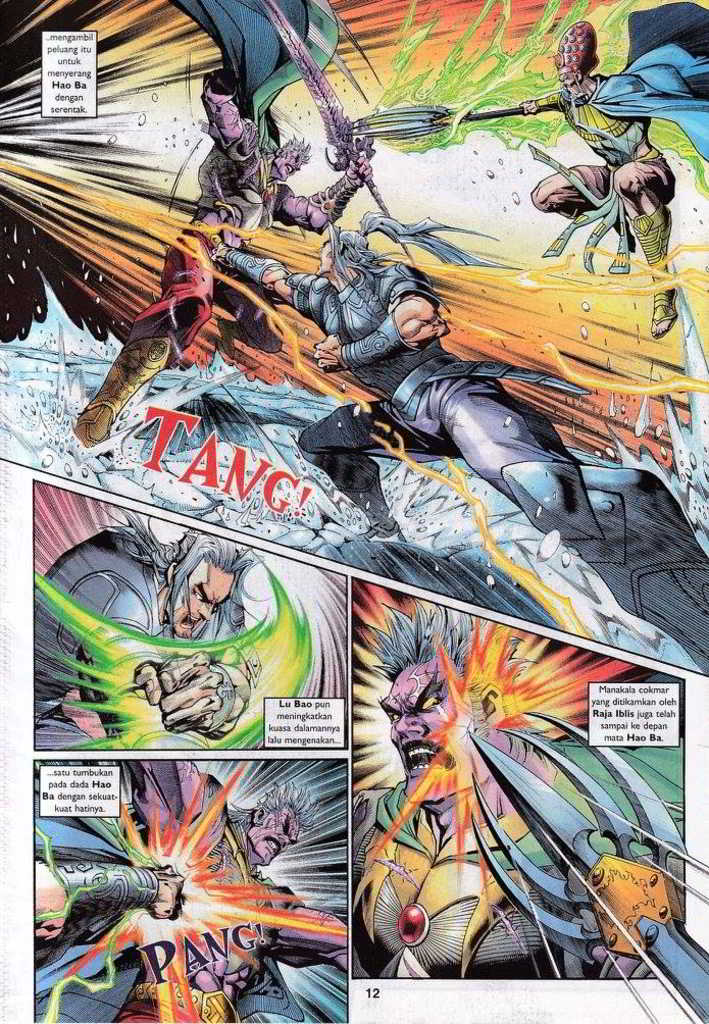 ...mengambil
peluang itu
untuk
menyerang
Hao Ba
dengan
serentak.
TANG!
Lu Bao pun
meningkatkan
kuasa dalamannya
lalu mengenakan...
Manakala cokmar
yang ditikamkan oleh
Raja Iblis juga telah
sampai ke depan
mata Hao Ba.
...satu tumbukan
pada dada Hao
Ba dengan sekuat-
kuat hatinya.
PANG!
12